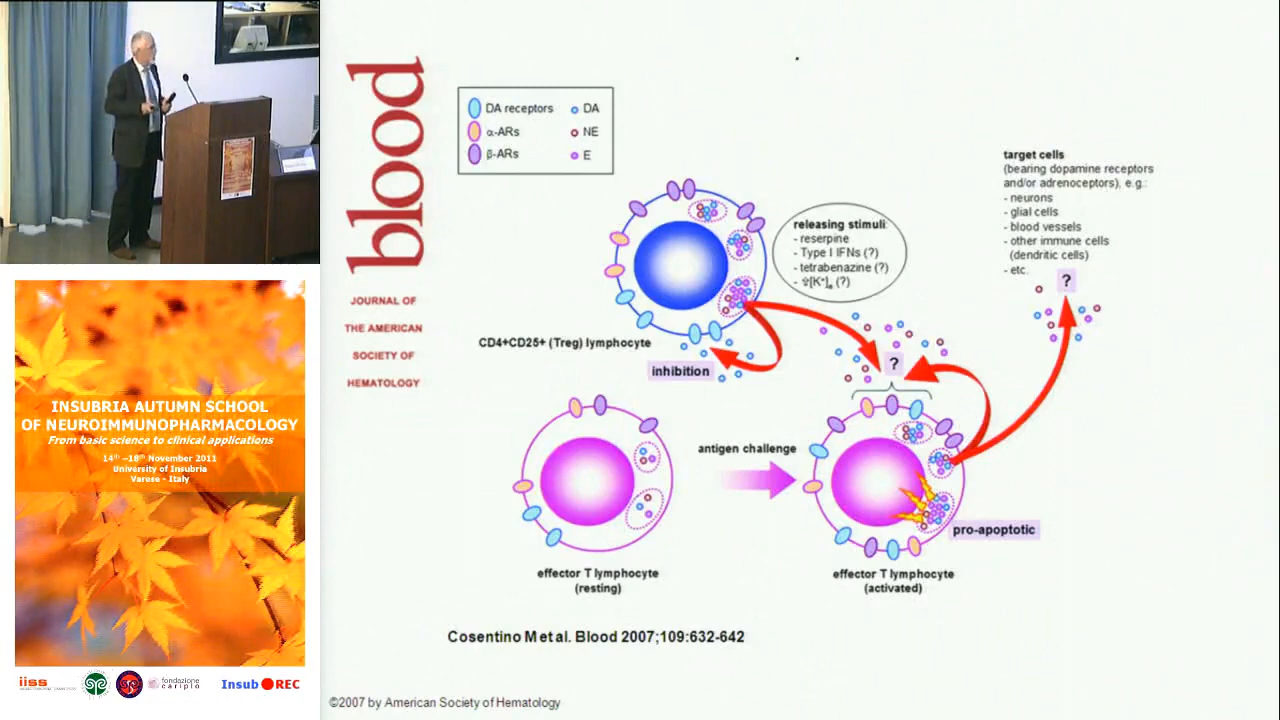 blood
JOURNAL OF
THE AMERICAN
SOCIETY OF
HEMATOLOGY
DA receptors
DA
α-ARs
NE
β-ARs
E
target cells
(bearing dopamine receptors
and/or adrenoceptors), e.g.:
- neurons
- glial cells
- blood vessels
- other immune cells
(dendritic cells)
- etc.
?
releasing stimuli:
- reserpine
- Type I IFNs (?)
- tetrabenazine (?)
- ⇧[K⁺]ₑ (?)
CD4+CD25+ (Treg) lymphocyte
inhibition
?
antigen challenge
pro-apoptotic
effector T lymphocyte
(resting)
effector T lymphocyte
(activated)
Cosentino M et al. Blood 2007;109:632-642
©2007 by American Society of Hematology
INSUBRIA AUTUMN SCHOOL
OF NEUROIMMUNOPHARMACOLOGY
From basic science to clinical applications
14th –18th November 2011
University of Insubria
Varese - Italy
iiss
fondazione
cariplo
Insub REC